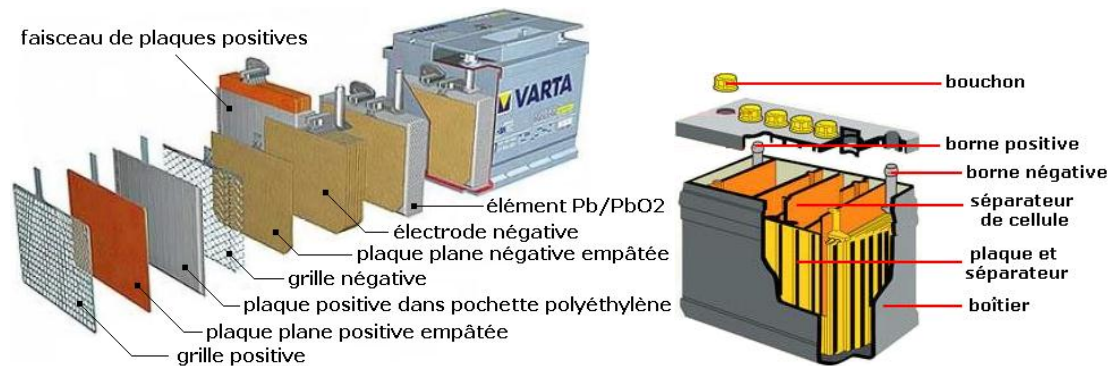 faisceau de plaques positives
VARTA
élément Pb/PbO2
électrode négative
plaque plane négative empâtée
grille négative
plaque positive dans pochette polyéthylène
plaque plane positive empâtée
grille positive
bouchon
borne positive
borne négative
séparateur
de cellule
plaque et
séparateur
boîtier